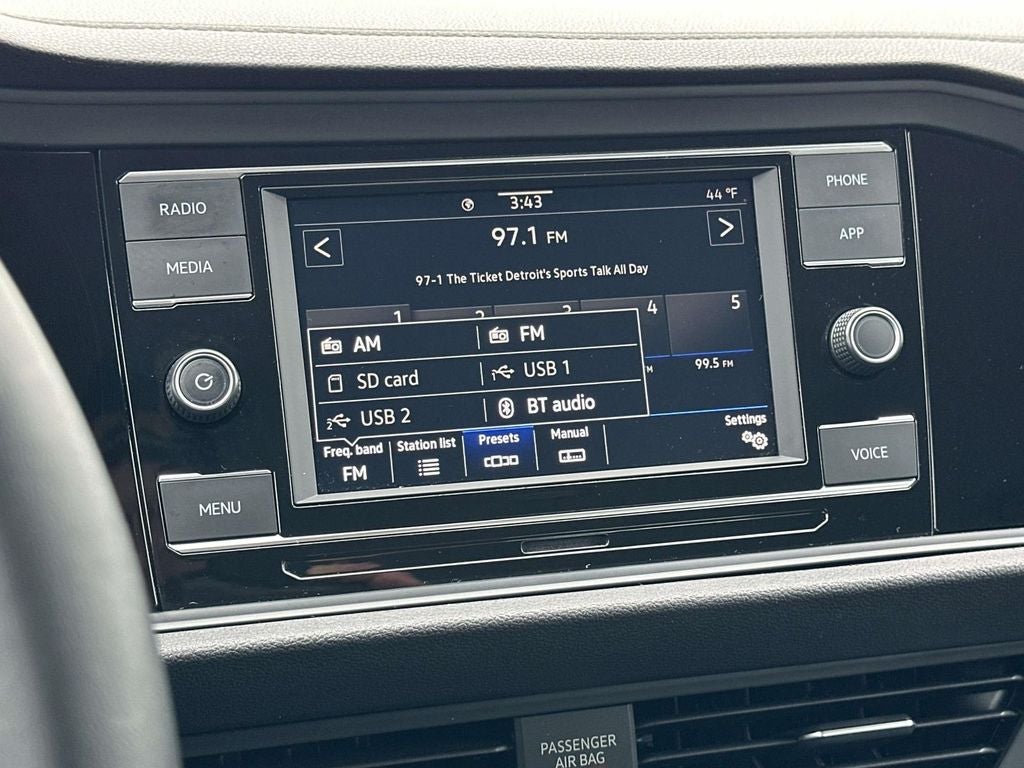 RADIO
MEDIA
MENU
PHONE
APP
VOICE
3:43
44 °F
97.1 FM
97-1 The Ticket Detroit's Sports Talk All Day
1 2 3 4 5
AM FM
SD card 1 USB 1
2 USB 2 BT audio
99.5 FM
Freq. band Station list Presets Manual Settings
FM
PASSENGER
AIR BAG